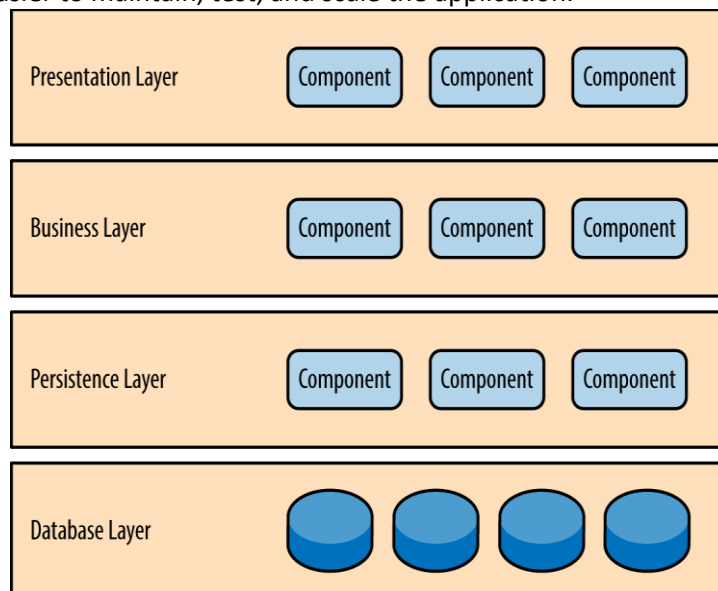 to maintain, test, and scale the application.
Presentation Layer
Component
Component
Component
Business Layer
Component
Component
Component
Persistence Layer
Component
Component
Component
Database Layer